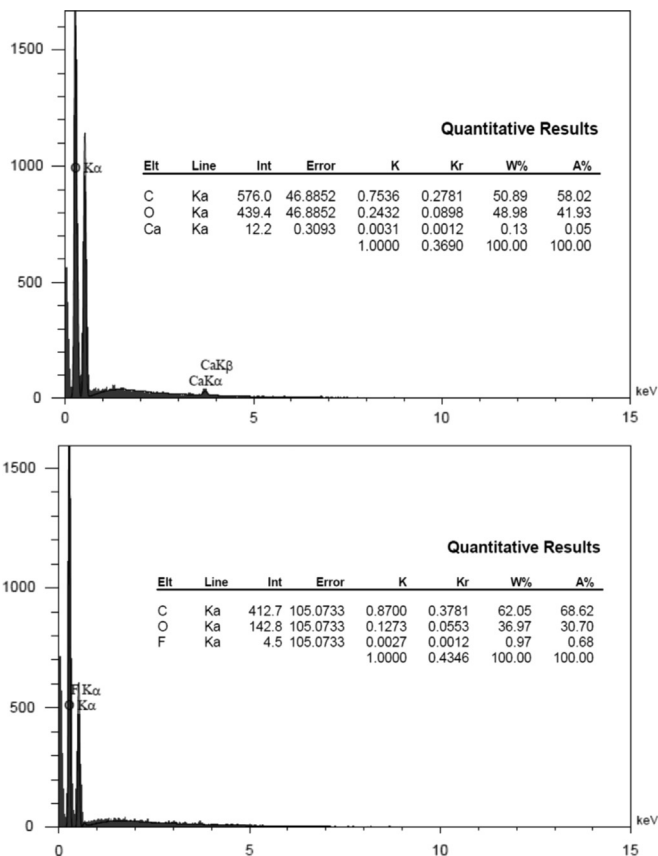 1500
1000
500
0
0
5
10
15
keV
O Kα
CaKβ
CaKα
Quantitative Results
Elt Line Int Error K Kr W% A%
C Ka 576.0 46.8852 0.7536 0.2781 50.89 58.02
O Ka 439.4 46.8852 0.2432 0.0898 48.98 41.93
Ca Ka 12.2 0.3093 0.0031 0.0012 0.13 0.05
1.0000 0.3690 100.00 100.00
1500
1000
500
0
0
5
10
15
keV
F Kα
O Kα
Quantitative Results
Elt Line Int Error K Kr W% A%
C Ka 412.7 105.0733 0.8700 0.3781 62.05 68.62
O Ka 142.8 105.0733 0.1273 0.0553 36.97 30.70
F Ka 4.5 105.0733 0.0027 0.0012 0.97 0.68
1.0000 0.4346 100.00 100.00